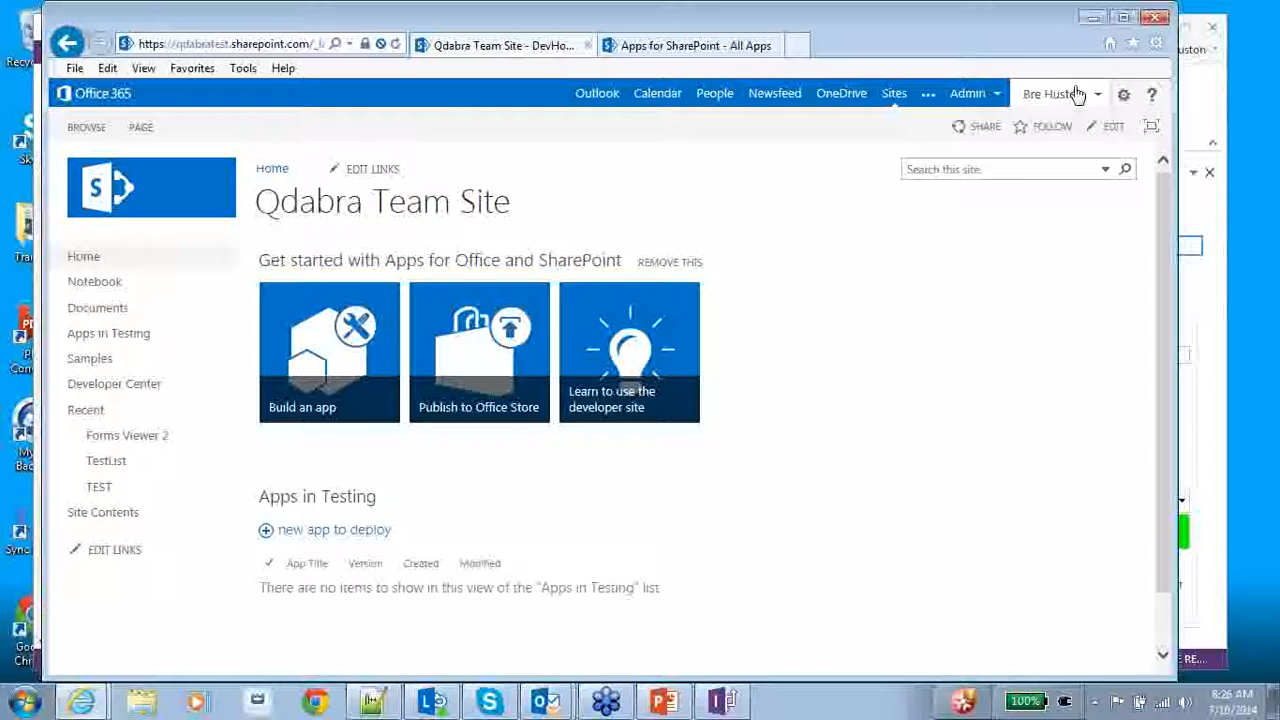 https://qdabratest.sharepoint.com/_l
Qdabra Team Site - DevHo...
Apps for SharePoint - All Apps
File Edit View Favorites Tools Help
Office 365
Outlook Calendar People Newsfeed OneDrive Sites ... Admin
Bre
BROWSE PAGE
SHARE FOLLOW EDIT
Home
EDIT LINKS
Search this site.
Qdabra Team Site
Home
Notebook
Documents
Apps in Testing
Samples
Developer Center
Recent
Forms Viewer 2
TestList
TEST
Site Contents
EDIT LINKS
Get started with Apps for Office and SharePoint REMOVE THIS
Build an app
Publish to Office Store
Learn to use the
developer site
Apps in Testing
new app to deploy
App Title Version Created Modified
There are no items to show in this view of the "Apps in Testing" list
100%
8:26 AM
7/10/2014